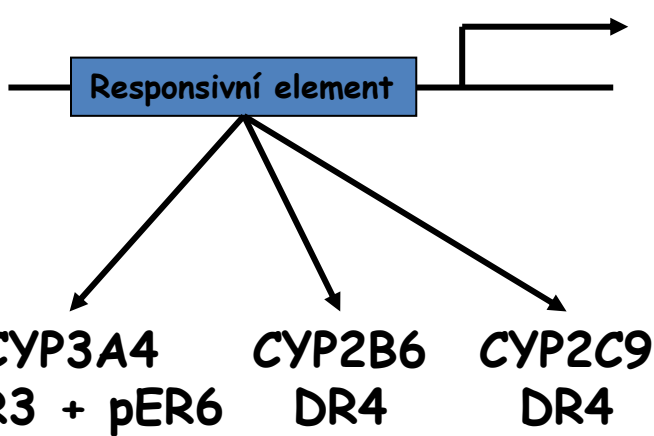 Responsivní element
CYP3A4 CYP2B6 CYP2C9
R3 + pER6 DR4 DR4